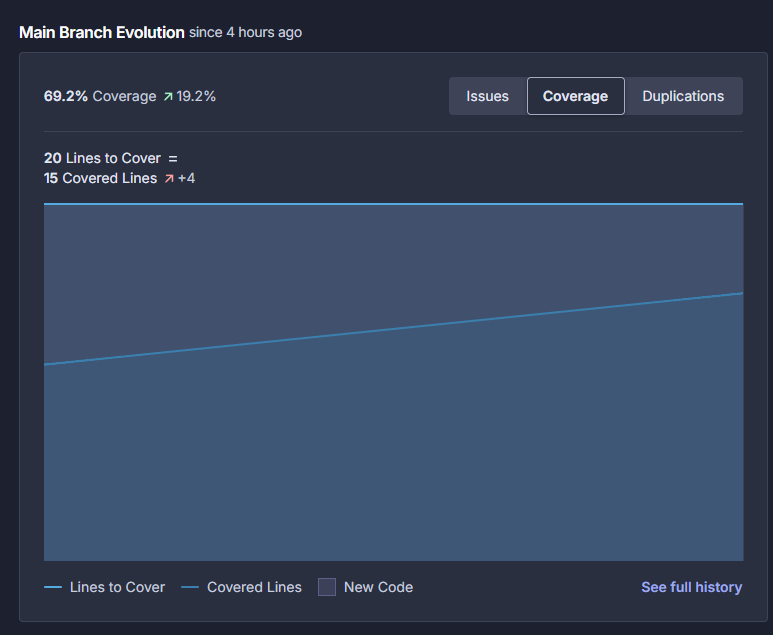 Main Branch Evolution since 4 hours ago
69.2% Coverage ↗ 19.2%
Issues Coverage Duplications
20 Lines to Cover =
15 Covered Lines ↗ +4
Lines to Cover Covered Lines New Code See full history